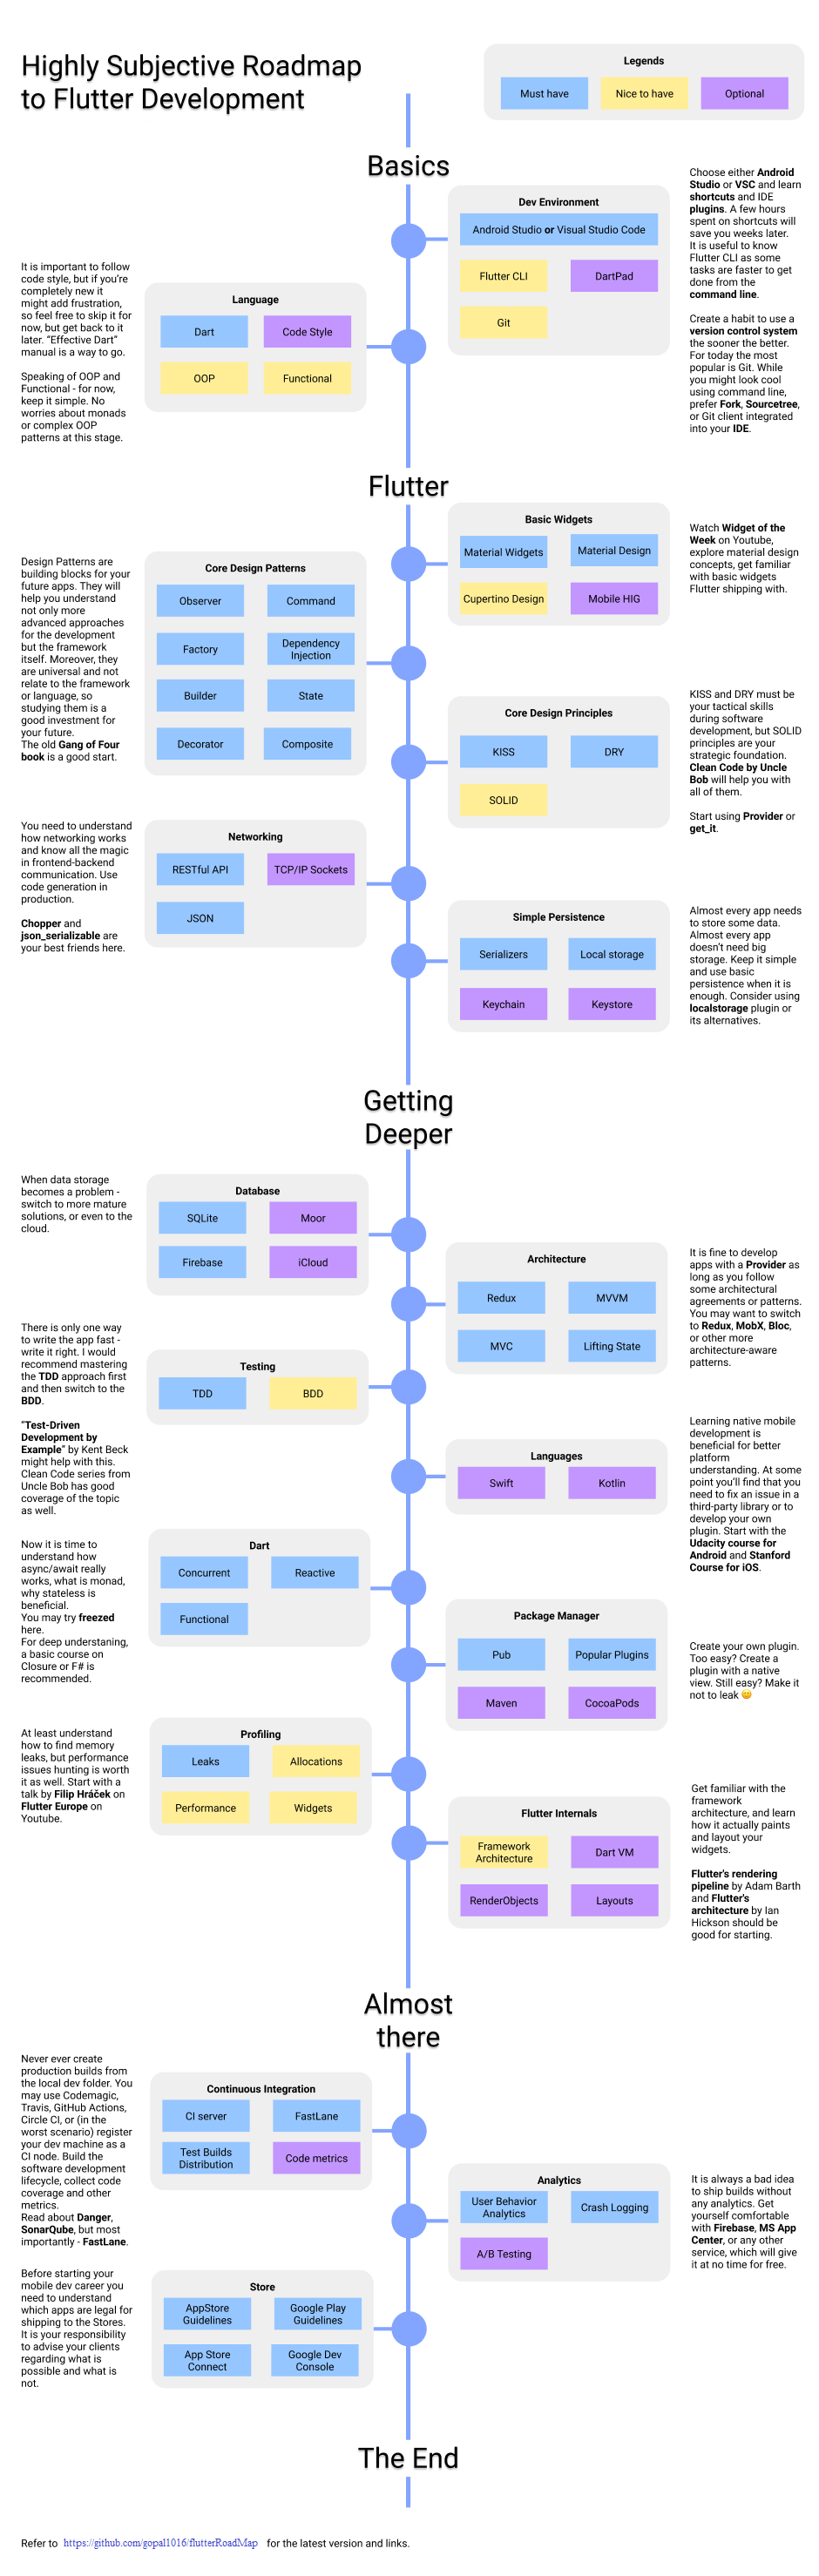 Highly Subjective Roadmap
to Flutter Development
Legends
Must have
Nice to have
Optional
Basics
Dev Environment
Android Studio or Visual Studio Code
Flutter CLI
DartPad
Git
Choose either Android
Studio or VSC and learn
shortcuts and IDE
plugins. A few hours
spent on shortcuts will
save you weeks later.
It is useful to know
Flutter CLI as some
tasks are faster to get
done from the
command line.
Create a habit to use a
version control system
the sooner the better.
For today the most
popular is Git. While
you might look cool
using command line,
prefer Fork, Sourcetree,
or Git client integrated
into your IDE.
It is important to follow
code style, but if you're
completely new it
might add frustration,
so feel free to skip it for
now, but get back to it
later. “Effective Dart”
manual is a way to go.
Speaking of OOP and
Functional - for now,
keep it simple. No
worries about monads
or complex OOP
patterns at this stage.
Language
Dart
Code Style
OOP
Functional
Flutter
Basic Widgets
Material Widgets
Material Design
Cupertino Design
Mobile HIG
Watch Widget of the
Week on Youtube,
explore material design
concepts, get familiar
with basic widgets
Flutter shipping with.
Design Patterns are
building blocks for your
future apps. They will
help you understand
not only more
advanced approaches
for the development
but the framework
itself. Moreover, they
are universal and not
relate to the framework
or language, so
studying them is a
good investment for
your future.
The old Gang of Four
book is a good start.
Core Design Patterns
Observer
Command
Factory
Dependency
Injection
Builder
State
Decorator
Composite
Core Design Principles
KISS
DRY
SOLID
KISS and DRY must be
your tactical skills
during software
development, but SOLID
principles are your
strategic foundation.
Clean Code by Uncle
Bob will help you with
all of them.
Start using Provider or
get_it.
You need to understand
how networking works
and know all the magic
in frontend-backend
communication. Use
code generation in
production.
Chopper and
json_serializable are
your best friends here.
Networking
RESTful API
TCP/IP Sockets
JSON
Simple Persistence
Serializers
Local storage
Keychain
Keystore
Almost every app needs
to store some data.
Almost every app
doesn't need big
storage. Keep it simple
and use basic
persistence when it is
enough. Consider using
localstorage plugin or
its alternatives.
Getting
Deeper
When data storage
becomes a problem -
switch to more mature
solutions, or even to the
cloud.
Database
SQLite
Moor
Firebase
iCloud
Architecture
Redux
MVVM
MVC
Lifting State
It is fine to develop
apps with a Provider as
long as you follow
some architectural
agreements or patterns.
You may want to switch
to Redux, MobX, Bloc,
or other more
architecture-aware
patterns.
There is only one way
to write the app fast -
write it right. I would
recommend mastering
the TDD approach first
and then switch to the
BDD.
“Test-Driven
Development by
Example” by Kent Beck
might help with this.
Clean Code series from
Uncle Bob has good
coverage of the topic
as well.
Testing
TDD
BDD
Languages
Swift
Kotlin
Learning native mobile
development is
beneficial for better
platform
understanding. At some
point you'll find that you
need to fix an issue in a
third-party library or to
develop your own
plugin. Start with the
Udacity course for
Android and Stanford
Course for iOS.
Now it is time to
understand how
async/await really
works, what is monad,
why stateless is
beneficial.
You may try freezed
here.
For deep understaning,
a basic course on
Closure or F# is
recommended.
Dart
Concurrent
Reactive
Functional
Package Manager
Pub
Popular Plugins
Maven
CocoaPods
Create your own plugin.
Too easy? Create a
plugin with a native
view. Still easy? Make it
not to leak 😄
At least understand
how to find memory
leaks, but performance
issues hunting is worth
it as well. Start with a
talk by Filip Hráček on
Flutter Europe on
Youtube.
Profiling
Leaks
Allocations
Performance
Widgets
Flutter Internals
Framework
Architecture
Dart VM
RenderObjects
Layouts
Get familiar with the
framework
architecture, and learn
how it actually paints
and layout your
widgets.
Flutter's rendering
pipeline by Adam Barth
and Flutter's
architecture by Ian
Hickson should be
good for starting.
Almost
there
Never ever create
production builds from
the local dev folder. You
may use Codemagic,
Travis, GitHub Actions,
Circle CI, or (in the
worst scenario) register
your dev machine as a
CI node. Build the
software development
lifecycle, collect code
coverage and other
metrics.
Read about Danger,
SonarQube, but most
importantly - FastLane.
Continuous Integration
CI server
FastLane
Test Builds
Distribution
Code metrics
Analytics
User Behavior
Analytics
Crash Logging
A/B Testing
It is always a bad idea
to ship builds without
any analytics. Get
yourself comfortable
with Firebase, MS App
Center, or any other
service, which will give
it at no time for free.
Before starting your
mobile dev career you
need to understand
which apps are legal for
shipping to the Stores.
It is your responsibility
to advise your clients
regarding what is
possible and what is
not.
Store
AppStore
Guidelines
Google Play
Guidelines
App Store
Connect
Google Dev
Console
The End
Refer to https://github.com/gopal1016/flutterRoadMap for the latest version and links.